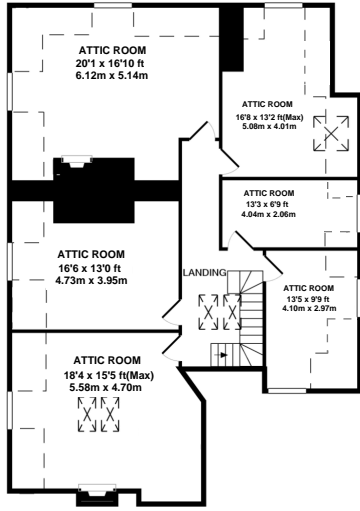 ATTIC ROOM
20'1 x 16'10 ft
6.12m x 5.14m
ATTIC ROOM
16'8 x 13'2 ft(Max)
5.08m x 4.01m
ATTIC ROOM
13'3 x 6'9 ft
4.04m x 2.06m
ATTIC ROOM
16'6 x 13'0 ft
4.73m x 3.95m
LANDING
ATTIC ROOM
13'5 x 9'9 ft
4.10m x 2.97m
ATTIC ROOM
18'4 x 15'5 ft(Max)
5.58m x 4.70m